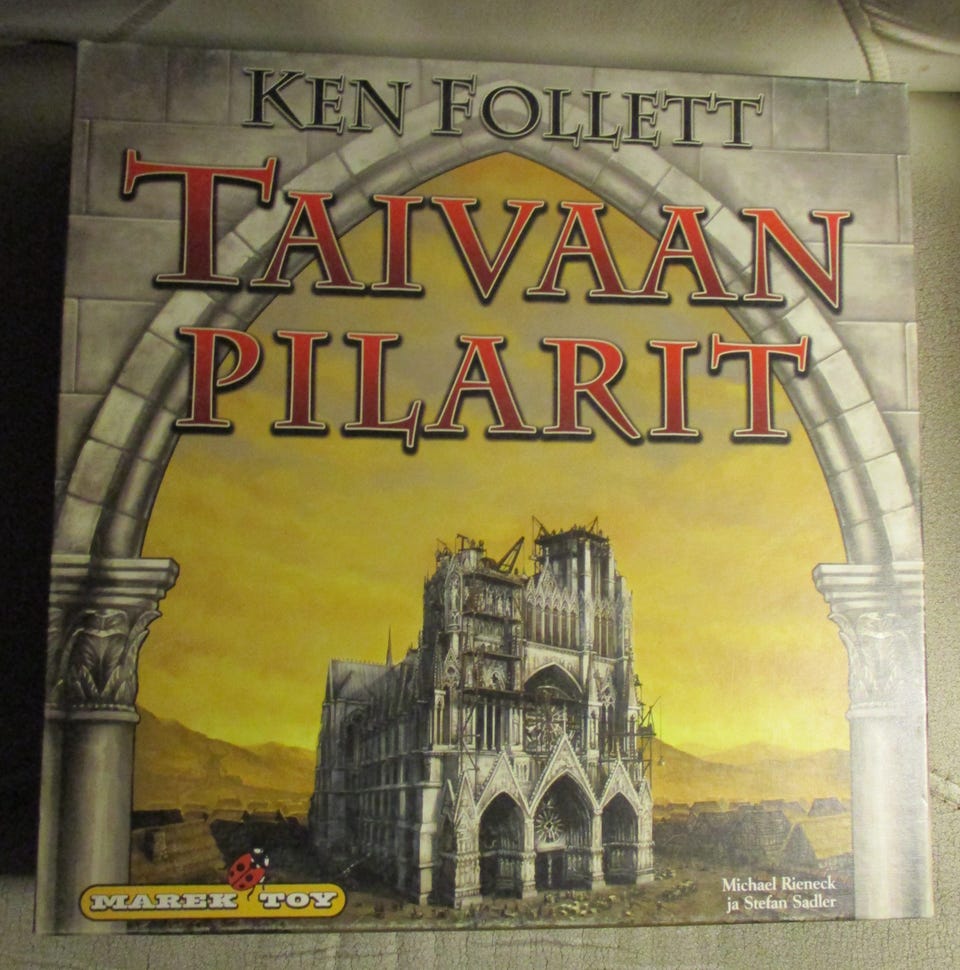 KEN FOLLETT
TAIVAAN
PILARIT
MAREK TOY
Michael Rieneck
ja Stefan Sadler